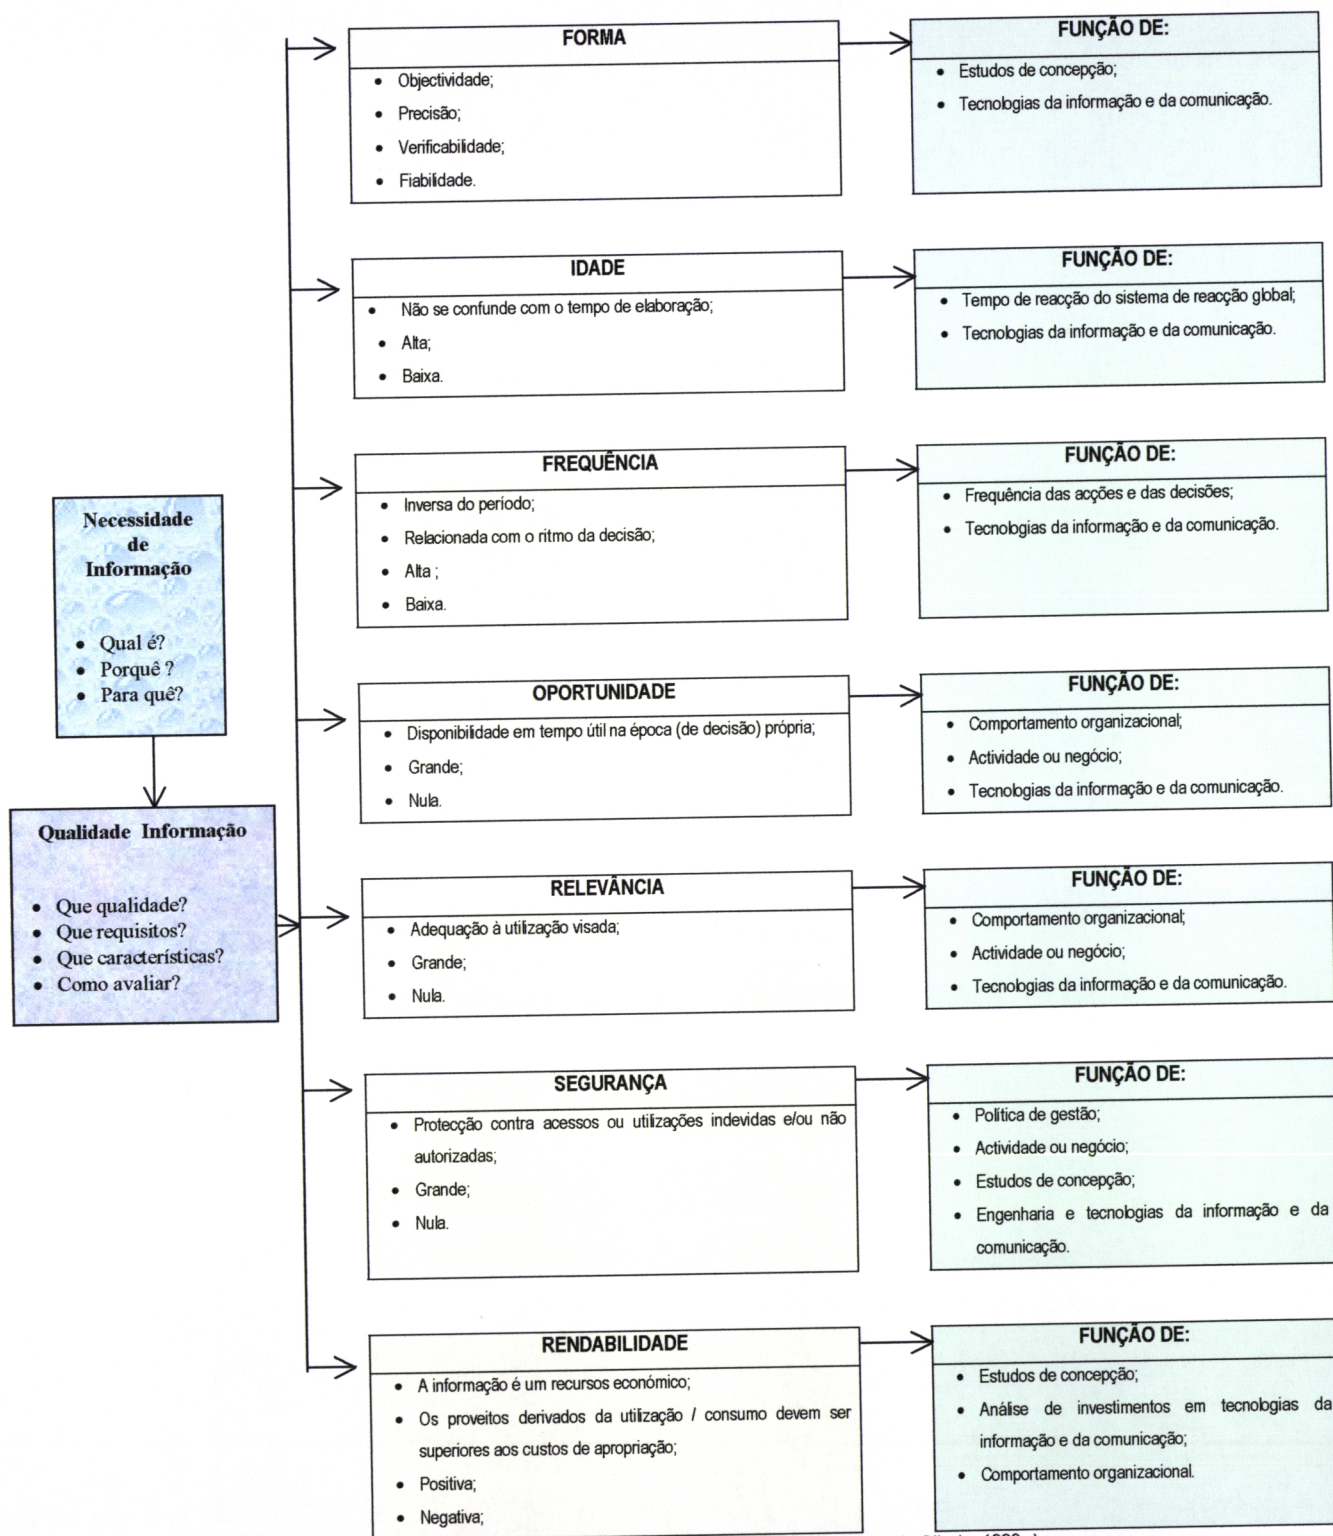 Necessidade
de
Informação
• Qual é?
• Porquê ?
• Para quê?
Qualidade Informação
• Que qualidade?
• Que requisitos?
• Que características?
• Como avaliar?
FORMA
• Objectividade;
• Precisão;
• Verificabilidade;
• Fiabilidade.
FUNÇÃO DE:
• Estudos de concepção;
• Tecnologias da informação e da comunicação.
IDADE
• Não se confunde com o tempo de elaboração;
• Alta;
• Baixa.
FUNÇÃO DE:
• Tempo de reacção do sistema de reacção global;
• Tecnologias da informação e da comunicação.
FREQUÊNCIA
• Inversa do período;
• Relacionada com o ritmo da decisão;
• Alta ;
• Baixa.
FUNÇÃO DE:
• Frequência das acções e das decisões;
• Tecnologias da informação e da comunicação.
OPORTUNIDADE
• Disponibilidade em tempo útil na época (de decisão) própria;
• Grande;
• Nula.
FUNÇÃO DE:
• Comportamento organizacional;
• Actividade ou negócio;
• Tecnologias da informação e da comunicação.
RELEVÂNCIA
• Adequação à utilização visada;
• Grande;
• Nula.
FUNÇÃO DE:
• Comportamento organizacional;
• Actividade ou negócio;
• Tecnologias da informação e da comunicação.
SEGURANÇA
• Protecção contra acessos ou utilizações indevidas e/ou não
autorizadas;
• Grande;
• Nula.
FUNÇÃO DE:
• Política de gestão;
• Actividade ou negócio;
• Estudos de concepção;
• Engenharia e tecnologias da informação e da
comunicação.
RENDABILIDADE
• A informação é um recursos económico;
• Os proveitos derivados da utilização / consumo devem ser
superiores aos custos de apropriação;
• Positiva;
• Negativa;
FUNÇÃO DE:
• Estudos de concepção;
• Análise de investimentos em tecnologias da
informação e da comunicação;
• Comportamento organizacional.